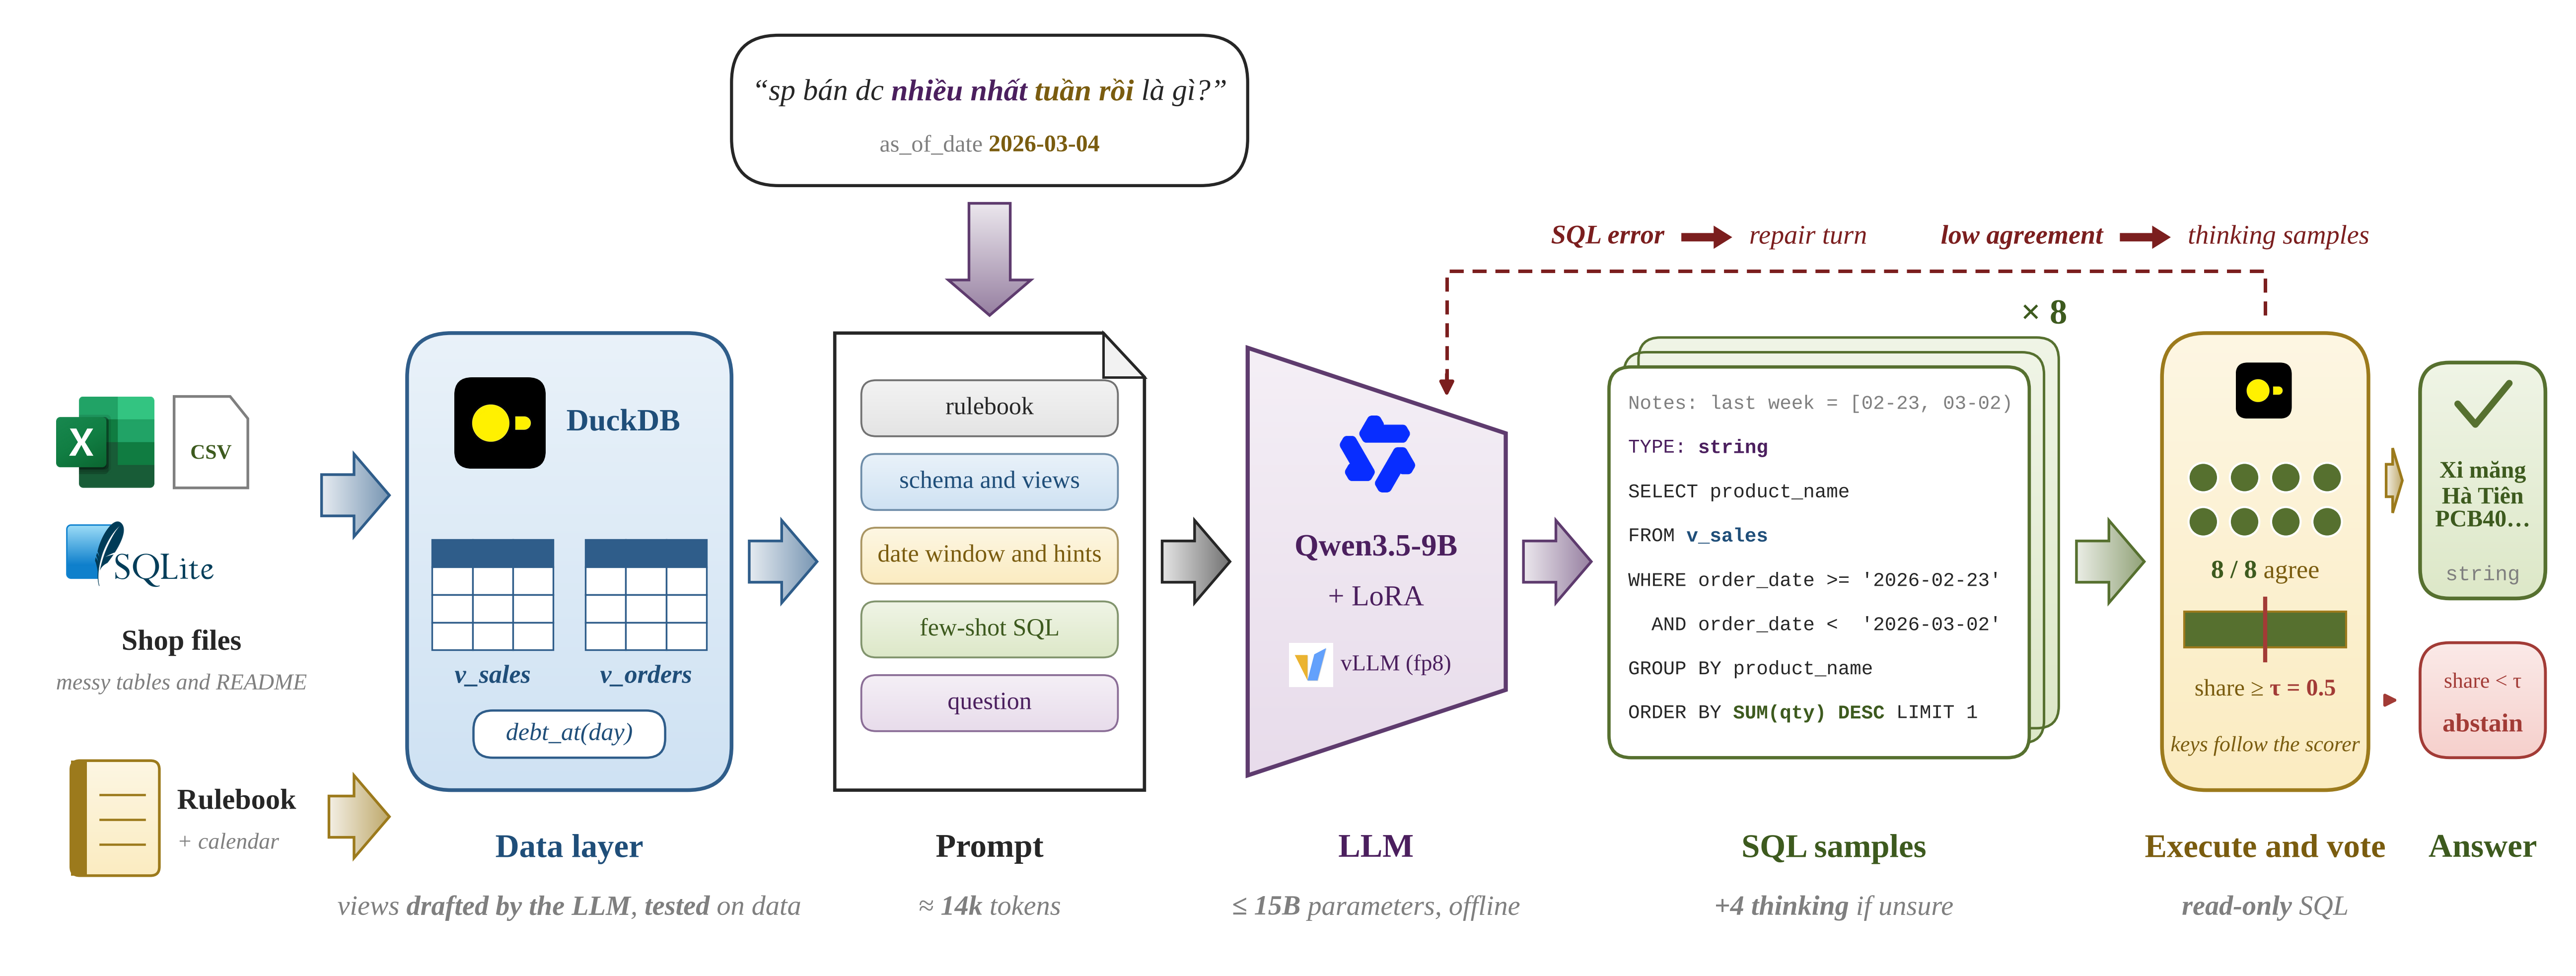 “sp bán dc nhiều nhất tuần rồi là gì?”
as_of_date 2026-03-04
SQL error repair turn low agreement thinking samples
× 8
X
CSV
SQLite
Shop files
messy tables and README
Rulebook
+ calendar
DuckDB
v_sales v_orders
debt_at(day)
Data layer
views drafted by the LLM, tested on data
rulebook
schema and views
date window and hints
few-shot SQL
question
Prompt
≈ 14k tokens
Qwen3.5-9B
+ LoRA
vLLM (fp8)
LLM
≤ 15B parameters, offline
Notes: last week = [02-23, 03-02)
TYPE: string
SELECT product_name
FROM v_sales
WHERE order_date >= '2026-02-23'
AND order_date < '2026-03-02'
GROUP BY product_name
ORDER BY SUM(qty) DESC LIMIT 1
SQL samples
+4 thinking if unsure
8 / 8 agree
share ≥ τ = 0.5
keys follow the scorer
Execute and vote
read-only SQL
Xi măng
Hà Tiên
PCB40…
string
share < τ
abstain
Answer